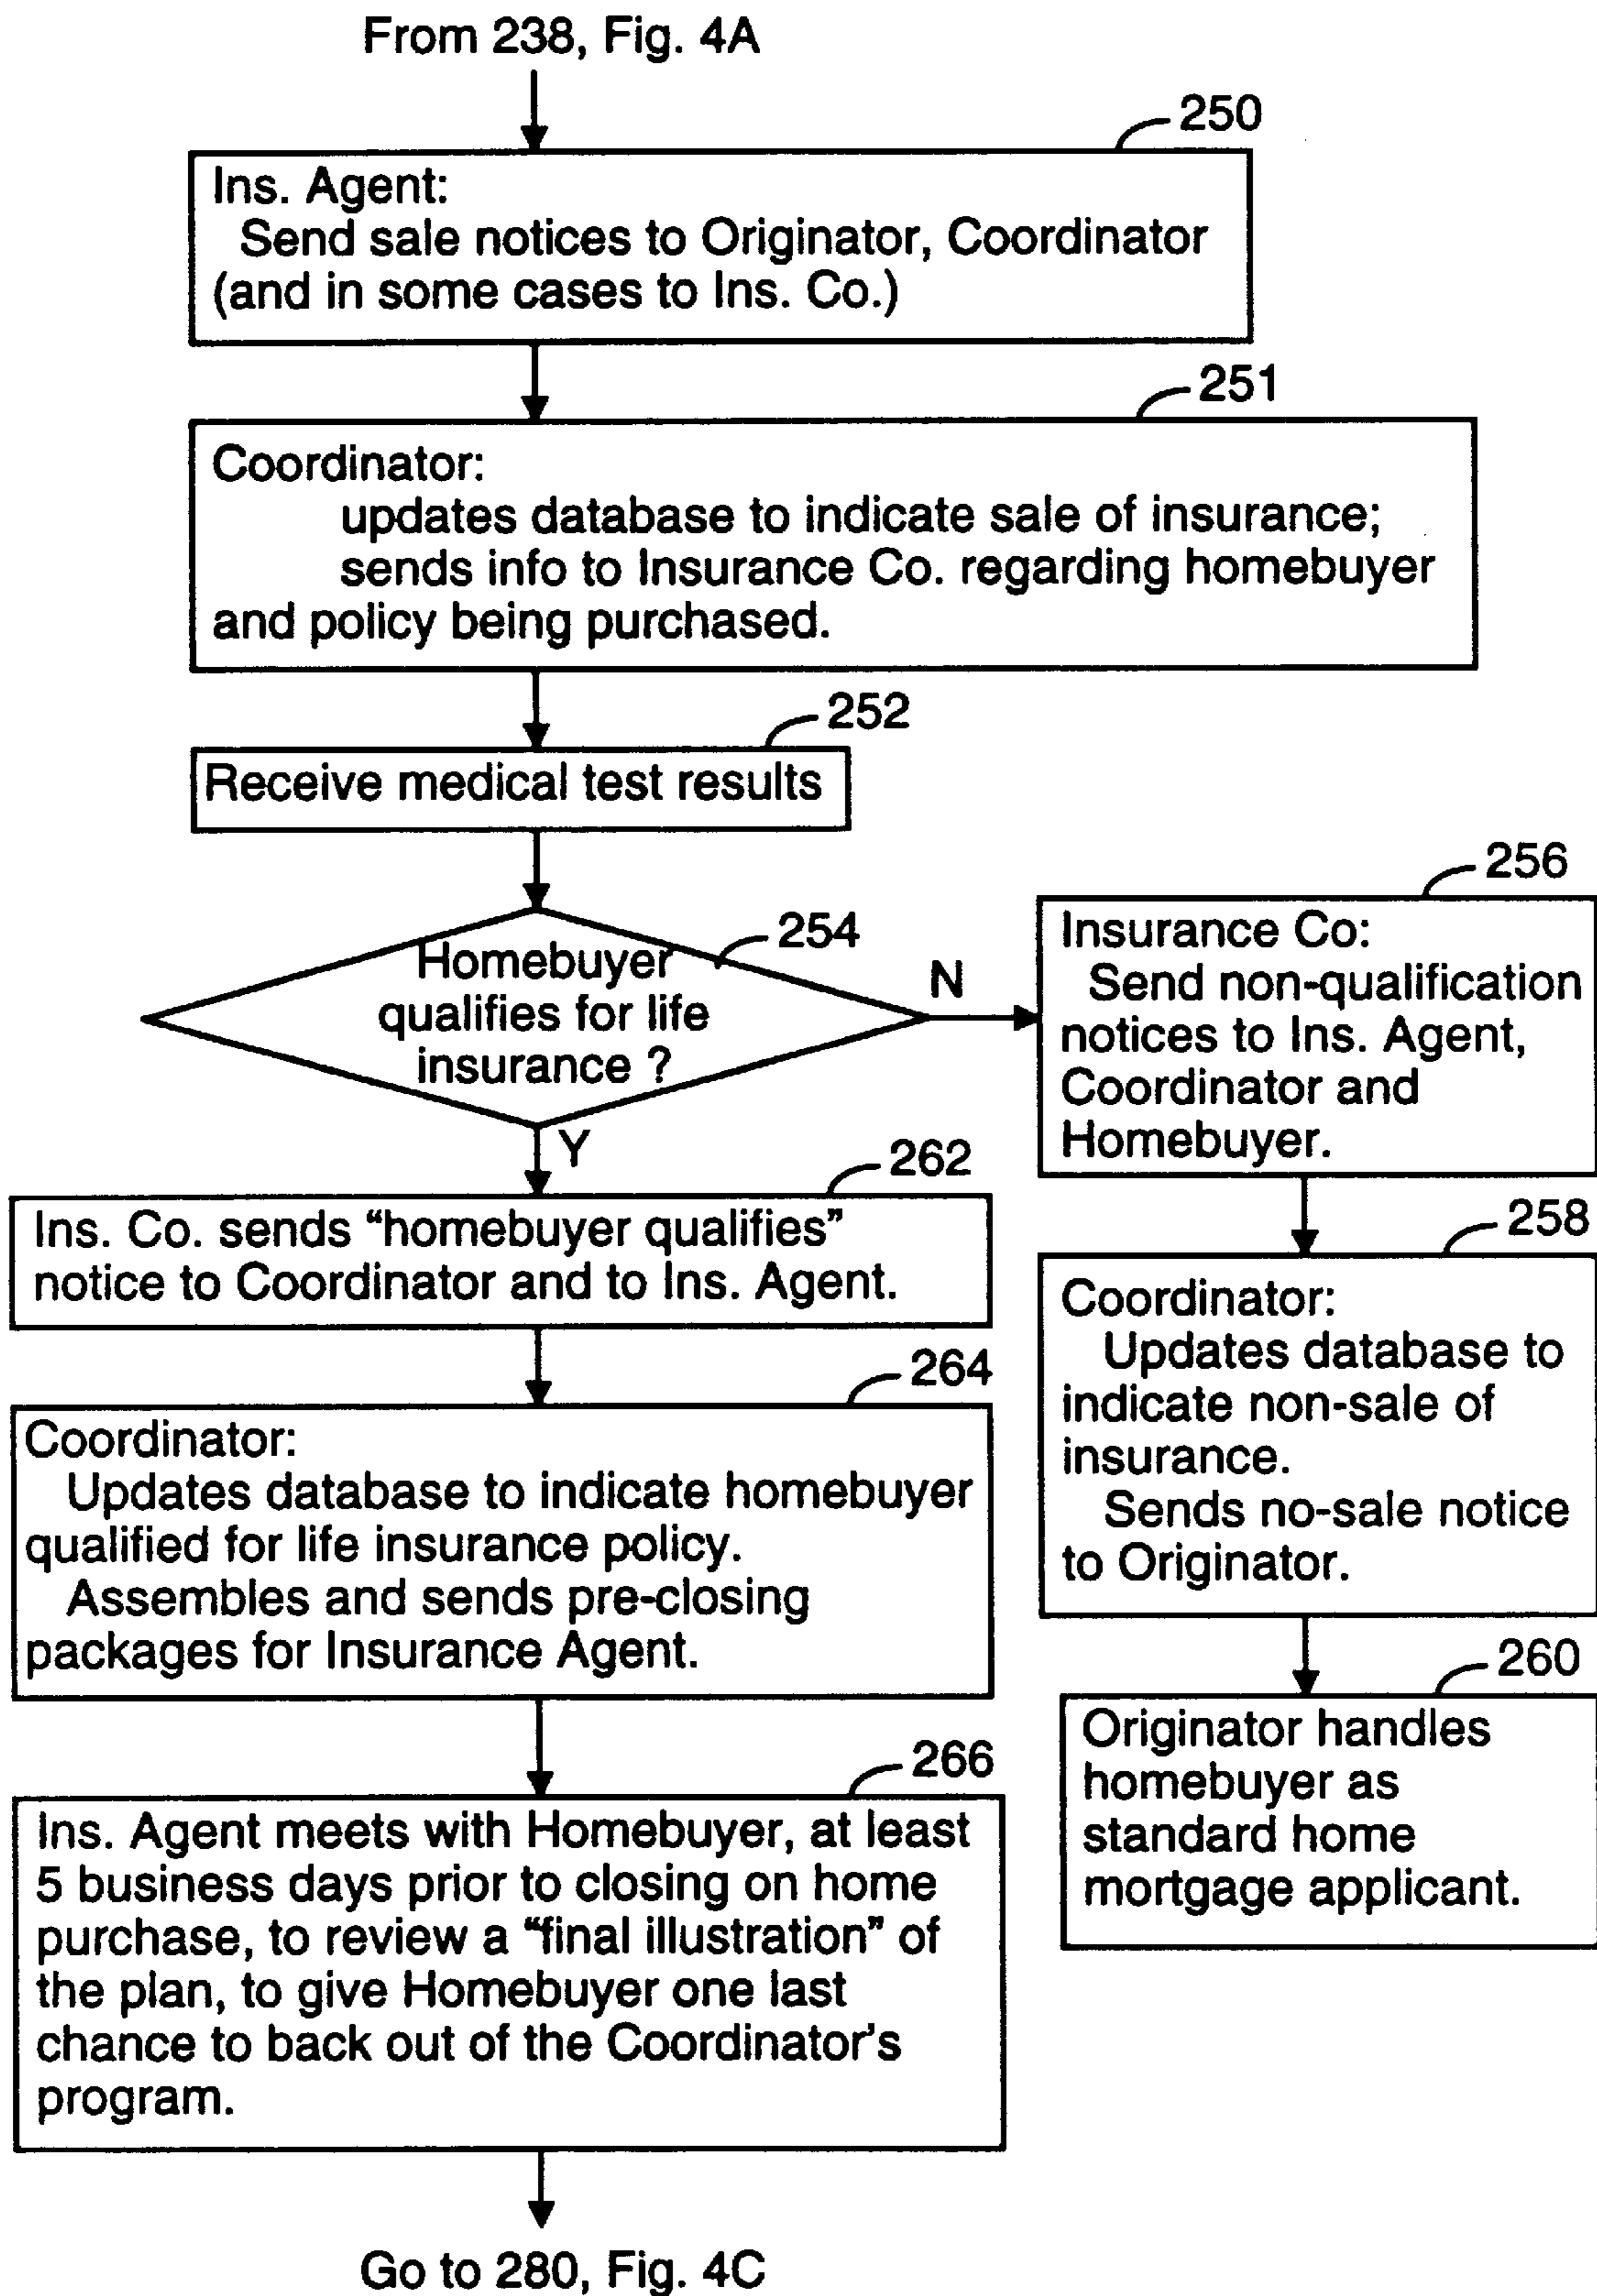 From 238, Fig. 4A
250
Ins. Agent:
Send sale notices to Originator, Coordinator
(and in some cases to Ins. Co.)
251
Coordinator:
updates database to indicate sale of insurance;
sends info to Insurance Co. regarding homebuyer
and policy being purchased.
252
Receive medical test results
254
Homebuyer
qualifies for life
insurance ?
N
Y
256
Insurance Co:
Send non-qualification
notices to Ins. Agent,
Coordinator and
Homebuyer.
258
Coordinator:
Updates database to
indicate non-sale of
insurance.
Sends no-sale notice
to Originator.
260
Originator handles
homebuyer as
standard home
mortgage applicant.
262
Ins. Co. sends “homebuyer qualifies”
notice to Coordinator and to Ins. Agent.
264
Coordinator:
Updates database to indicate homebuyer
qualified for life insurance policy.
Assembles and sends pre-closing
packages for Insurance Agent.
266
Ins. Agent meets with Homebuyer, at least
5 business days prior to closing on home
purchase, to review a “final illustration” of
the plan, to give Homebuyer one last
chance to back out of the Coordinator's
program.
Go to 280, Fig. 4C